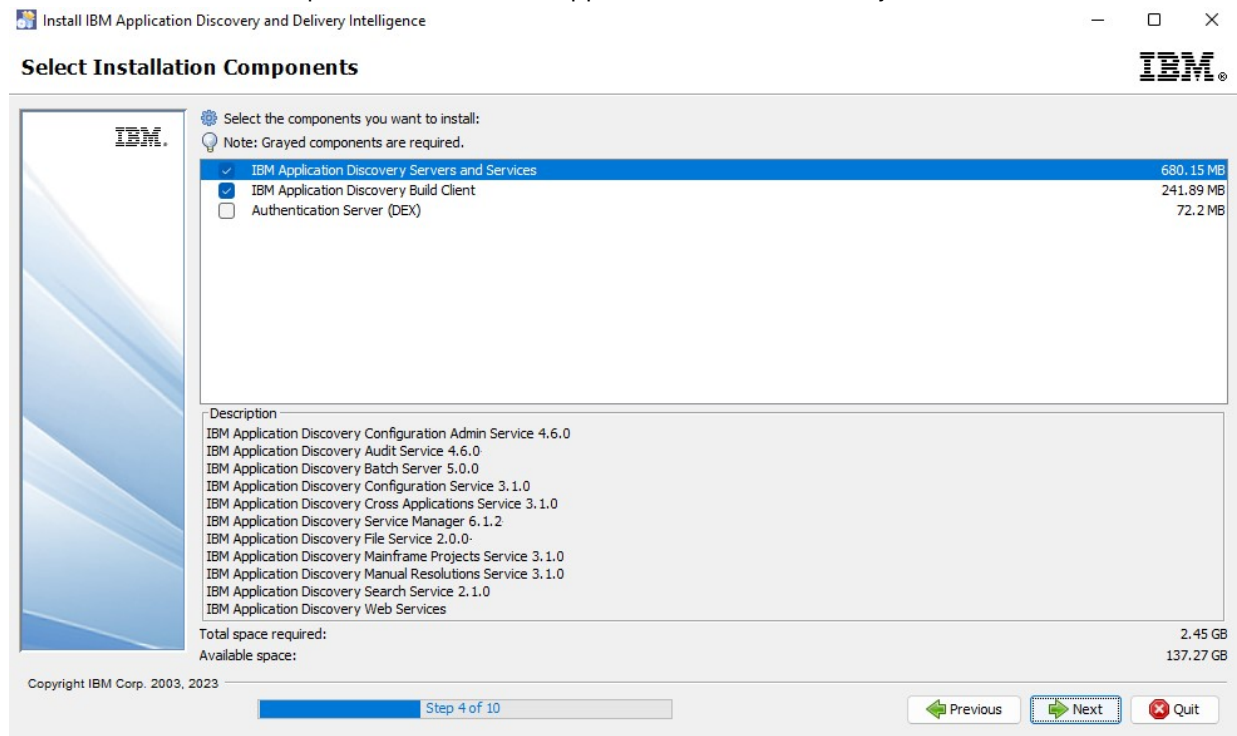 Install IBM Application Discovery and Delivery Intelligence
Select Installation Components
IBM®
IBM.
Select the components you want to install:
Note: Grayed components are required.
IBM Application Discovery Servers and Services 680.15 MB
IBM Application Discovery Build Client 241.89 MB
Authentication Server (DEX) 72.2 MB
Description
IBM Application Discovery Configuration Admin Service 4.6.0
IBM Application Discovery Audit Service 4.6.0
IBM Application Discovery Batch Server 5.0.0
IBM Application Discovery Configuration Service 3.1.0
IBM Application Discovery Cross Applications Service 3.1.0
IBM Application Discovery Service Manager 6.1.2
IBM Application Discovery File Service 2.0.0
IBM Application Discovery Mainframe Projects Service 3.1.0
IBM Application Discovery Manual Resolutions Service 3.1.0
IBM Application Discovery Search Service 2.1.0
IBM Application Discovery Web Services
Total space required: 2.45 GB
Available space: 137.27 GB
Copyright IBM Corp. 2003, 2023
Step 4 of 10 Previous Next Quit